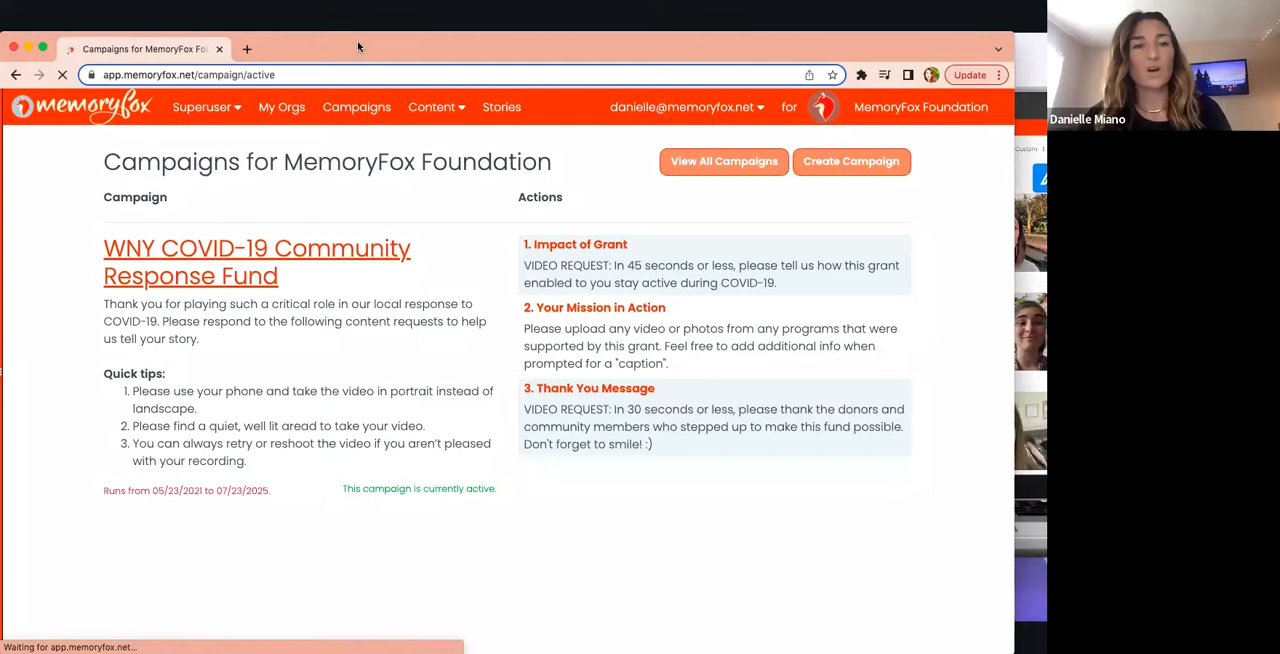 Campaigns for MemoryFox Fo
app.memoryfox.net/campaign/active
Update
memoryfox
Superuser
My Orgs
Campaigns
Content
Stories
danielle@memoryfox.net
for
MemoryFox Foundation
Danielle Miano
Custom
Campaigns for MemoryFox Foundation
View All Campaigns
Create Campaign
Campaign
Actions
WNY COVID-19 Community
Response Fund
Thank you for playing such a critical role in our local response to
COVID-19. Please respond to the following content requests to help
us tell your story.
Quick tips:
1. Please use your phone and take the video in portrait instead of
landscape.
2. Please find a quiet, well lit aread to take your video.
3. You can always retry or reshoot the video if you aren't pleased
with your recording.
Runs from 05/23/2021 to 07/23/2025.
This campaign is currently active.
1. Impact of Grant
VIDEO REQUEST: In 45 seconds or less, please tell us how this grant
enabled to you stay active during COVID-19.
2. Your Mission in Action
Please upload any video or photos from any programs that were
supported by this grant. Feel free to add additional info when
prompted for a "caption".
3. Thank You Message
VIDEO REQUEST: In 30 seconds or less, please thank the donors and
community members who stepped up to make this fund possible.
Don't forget to smile! :)
Waiting for app.memoryfox.net...